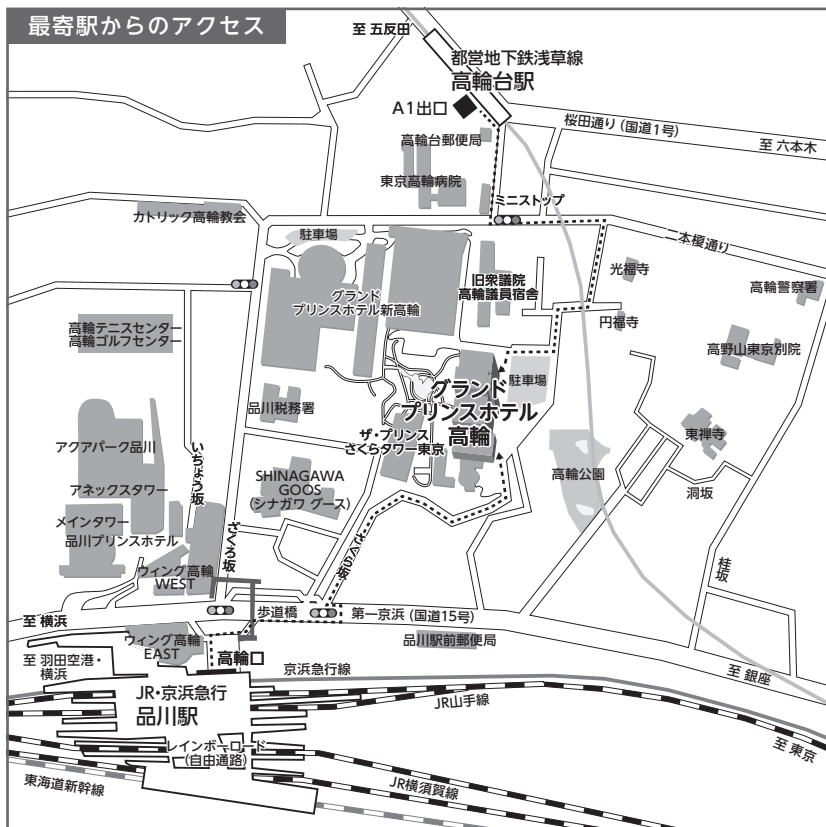 最寄駅からのアクセス
至 五反田
都営地下鉄浅草線
高輪台駅
A1出口
桜田通り(国道1号)
至 六本木
高輪台郵便局
東京高輪病院
ミニストップ
カトリック高輪教会
駐車場
二本榎通り
旧衆議院
高輪議員宿舎
光福寺
高輪警察署
グランド
プリンスホテル新高輪
円福寺
高輪テニスセンター
高輪ゴルフセンター
高野山東京別院
駐車場
グランド
プリンスホテル
高輪
品川税務署
ザ・プリンス
さくらタワー東京
東禅寺
アクアパーク品川
いちょう坂
SHINAGAWA
GOOS
(シナガワ グース)
高輪公園
アネックスタワー
洞坂
メインタワー
品川プリンスホテル
ざくろ坂
さくら坂
ウィング高輪
WEST
桂坂
歩道橋
第一京浜(国道15号)
至 横浜
ウィング高輪
EAST
高輪口
品川駅前郵便局
至 羽田空港・
横浜
京浜急行線
至 銀座
JR・京浜急行
品川駅
JR山手線
至 東京
レインボーロード
(自由通路)
東海道新幹線
JR横須賀線